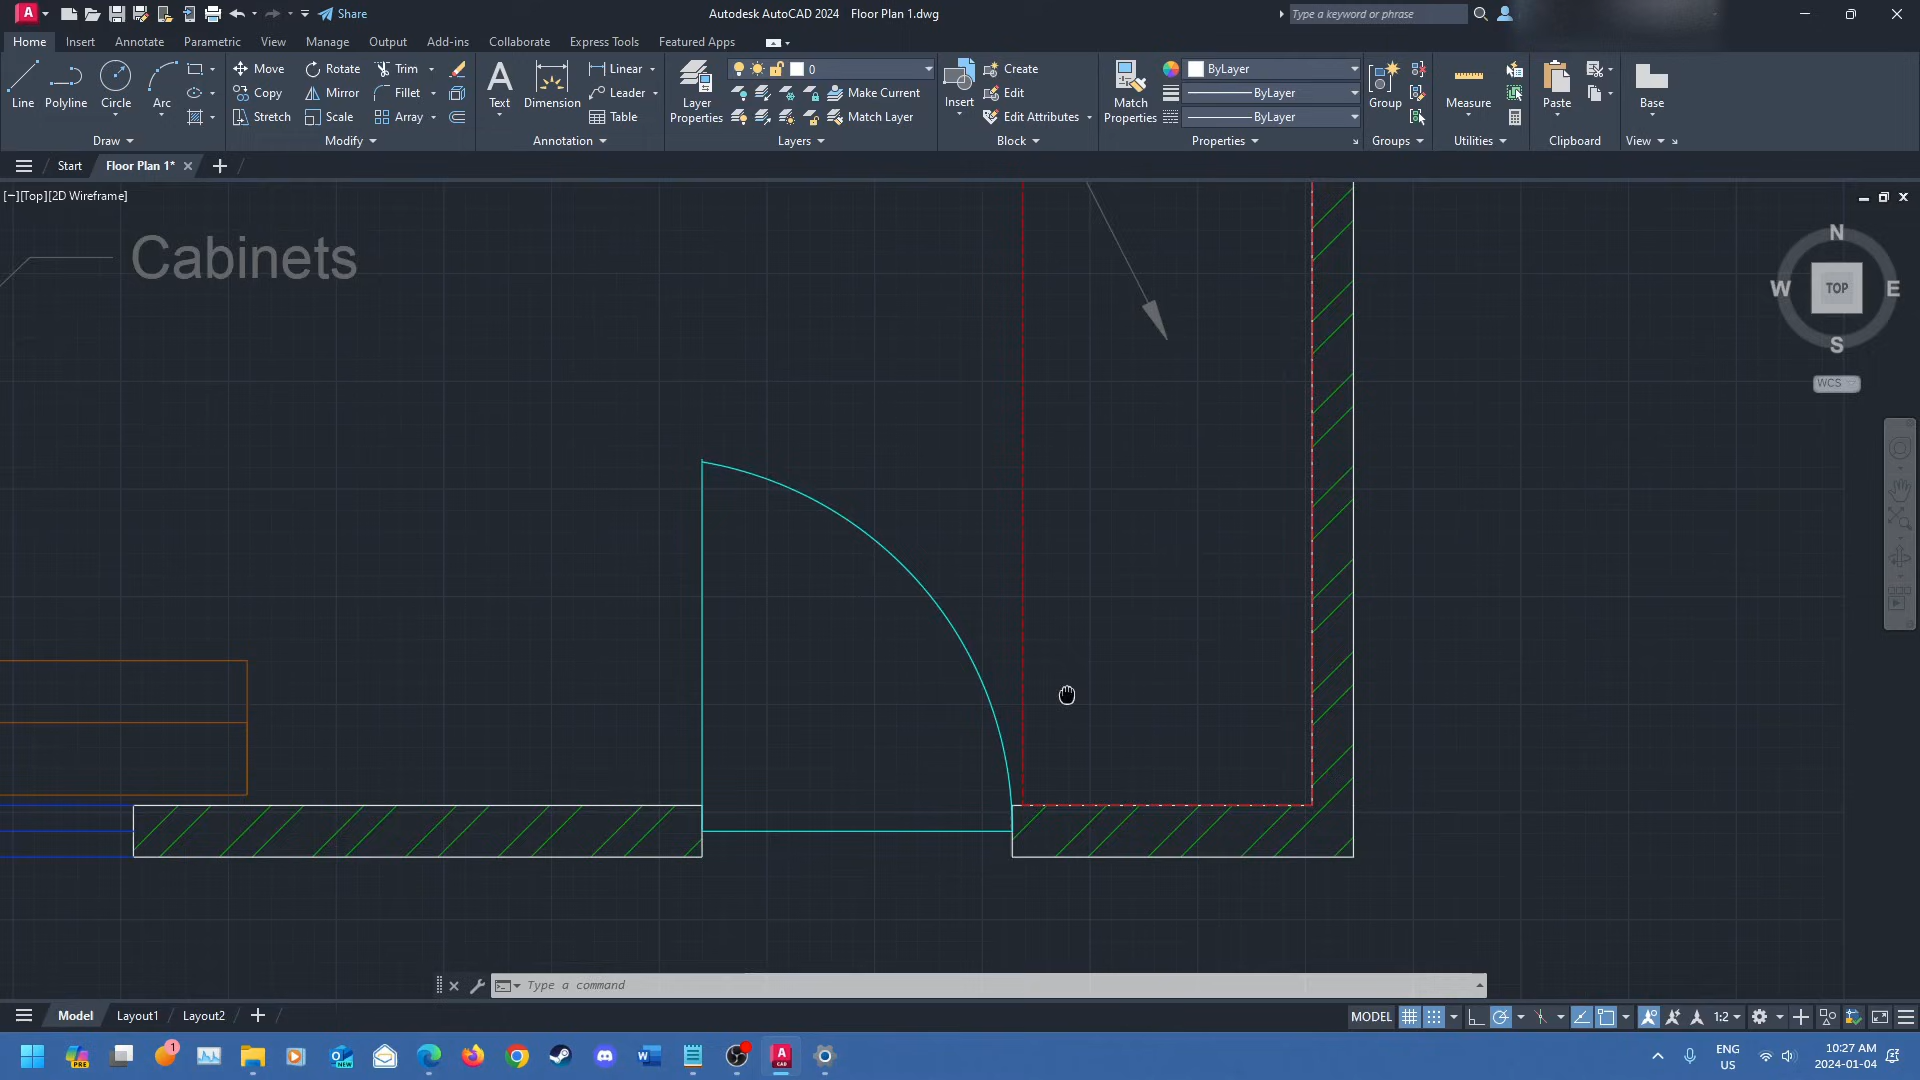 Share
Autodesk AutoCAD 2024 Floor Plan 1.dwg
Type a keyword or phrase
Home Insert Annotate Parametric View Manage Output Add-ins Collaborate Express Tools Featured Apps
Line Polyline Circle Arc
Draw
Move Rotate Trim
Copy Mirror Fillet
Stretch Scale Array
Modify
Text Dimension
Linear
Leader
Table
Annotation
Layer Properties
0
Make Current
Match Layer
Layers
Insert
Create
Edit
Edit Attributes
Block
Match Properties
ByLayer
ByLayer
ByLayer
Properties
Group
Groups
Measure
Utilities
Paste
Clipboard
Base
View
Start Floor Plan 1*
[−][Top][2D Wireframe]
Cabinets
N
W TOP E
S
WCS
Type a command
Model Layout1 Layout2
MODEL 1:2
PRE
1
NEW
A
CAD
ENG
US
10:27 AM
2024-01-04